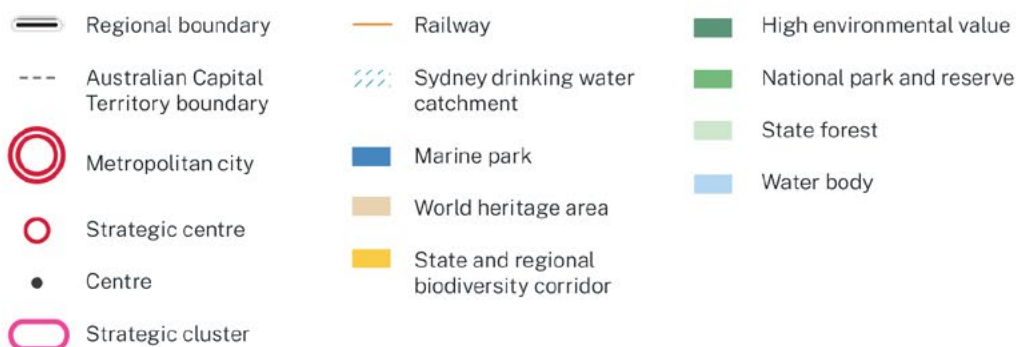 Regional boundary
Australian Capital
Territory boundary
Metropolitan city
Strategic centre
Centre
Strategic cluster
Railway
Sydney drinking water
catchment
Marine park
World heritage area
State and regional
biodiversity corridor
High environmental value
National park and reserve
State forest
Water body